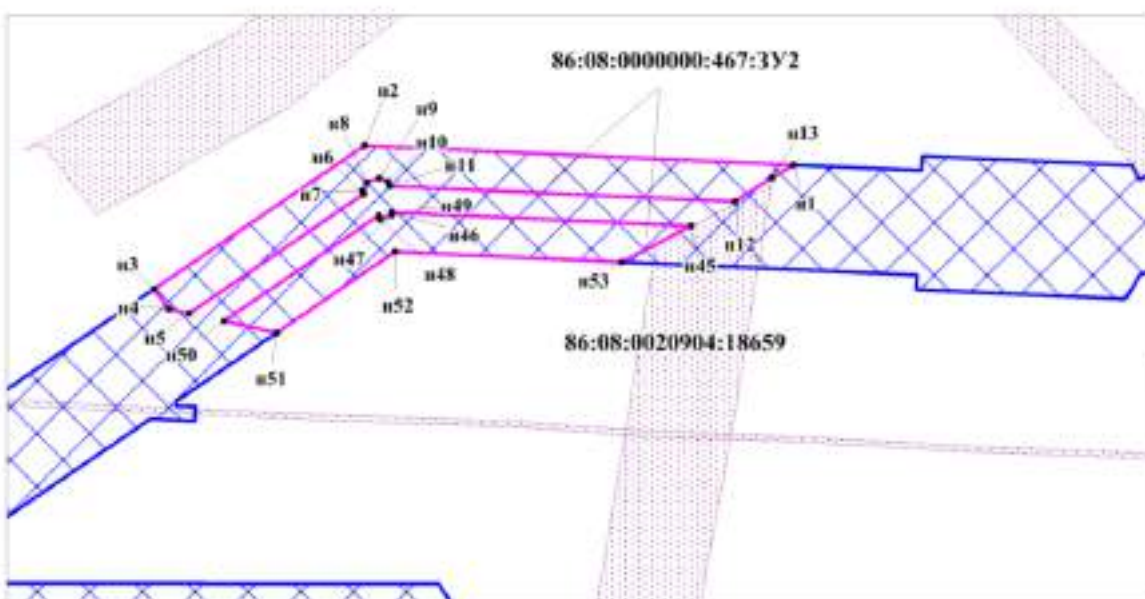 86:08:0000000:467:ЗУ2
н2
н9
н8
н10
н13
н6
н11
н7
н49
н1
н46
н12
н3
н47
н45
н4
н48
н53
н5
н52
н50
86:08:0020904:18659
н51